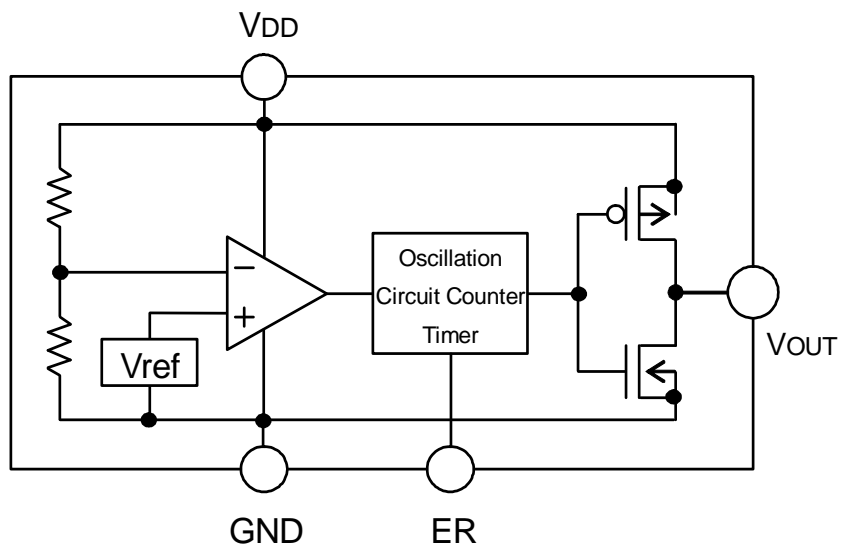 VDD
Oscillation
Circuit Counter
Timer
−
+
Vref
VOUT
GND
ER